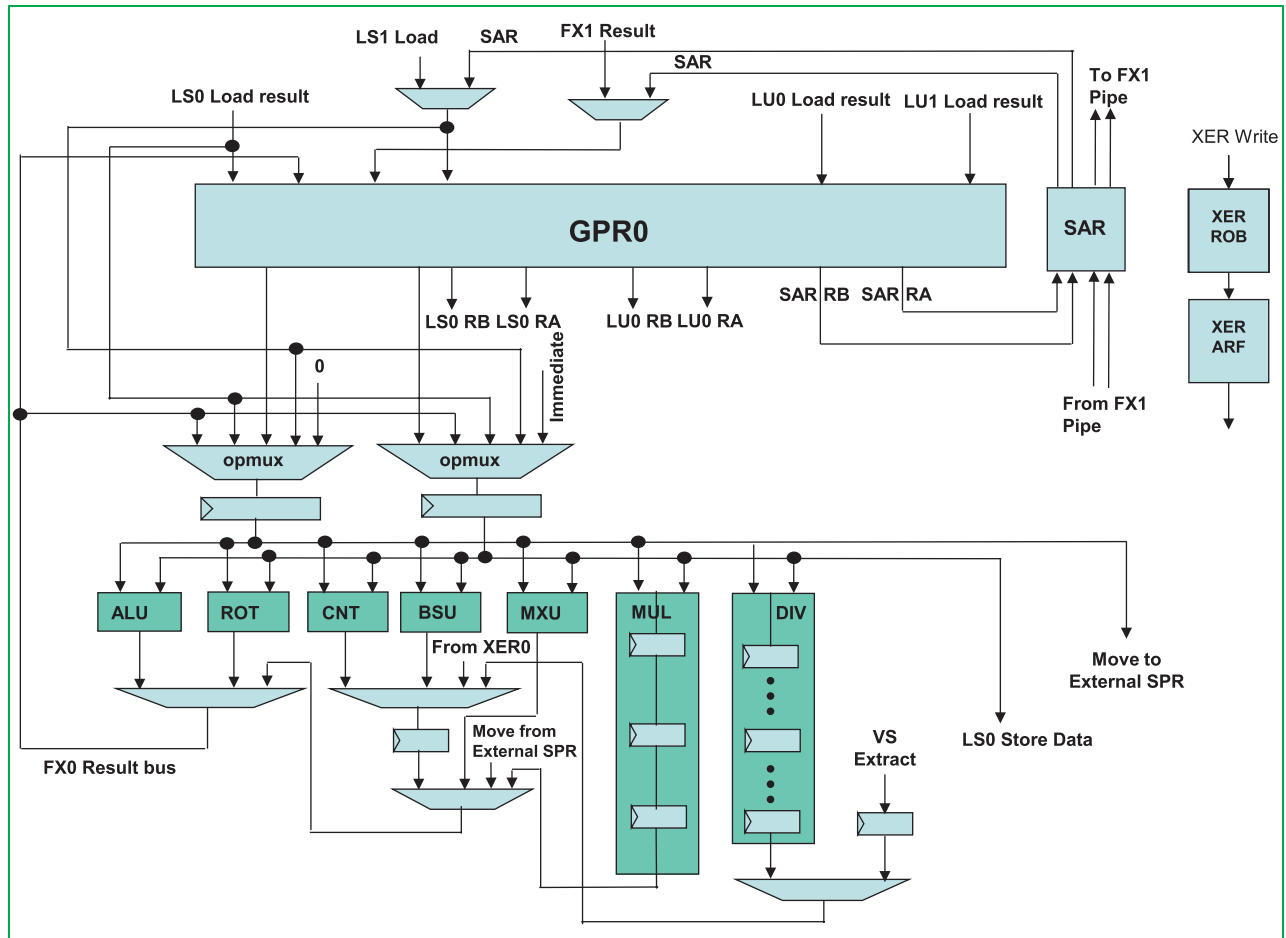 LS1 Load
SAR
FX1 Result
SAR
To FX1
Pipe
LS0 Load result
LU0 Load result
LU1 Load result
XER Write
GPR0
SAR
XER
ROB
SAR RB
SAR RA
LS0 RB
LS0 RA
LU0 RB
LU0 RA
XER
ARF
0
Immediate
From FX1
Pipe
opmux
opmux
ALU
ROT
CNT
BSU
MXU
MUL
DIV
From XER0
Move to
External SPR
Move from
External SPR
LS0 Store Data
VS
Extract
FX0 Result bus